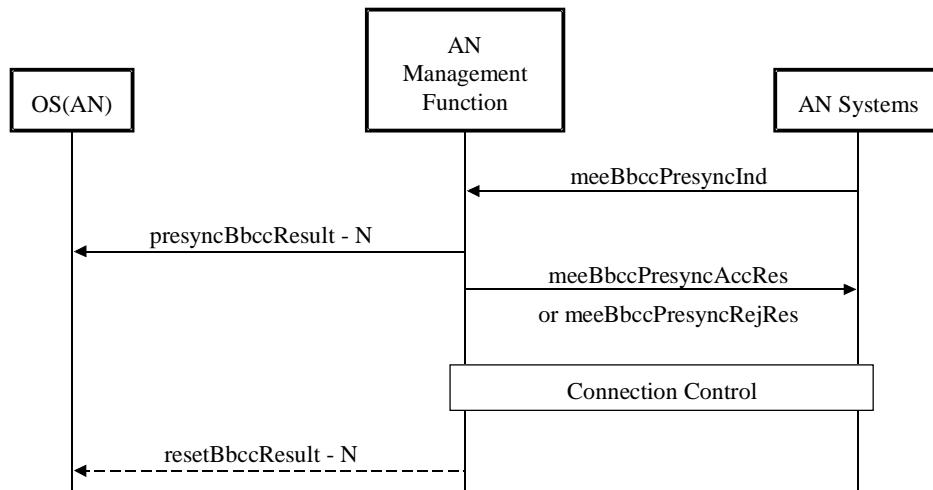 AN
Management
Function
OS(AN)
AN Systems
meeBbccPresyncInd
presyncBbccResult - N
meeBbccPresyncAccRes
or meeBbccPresyncRejRes
Connection Control
resetBbccResult - N